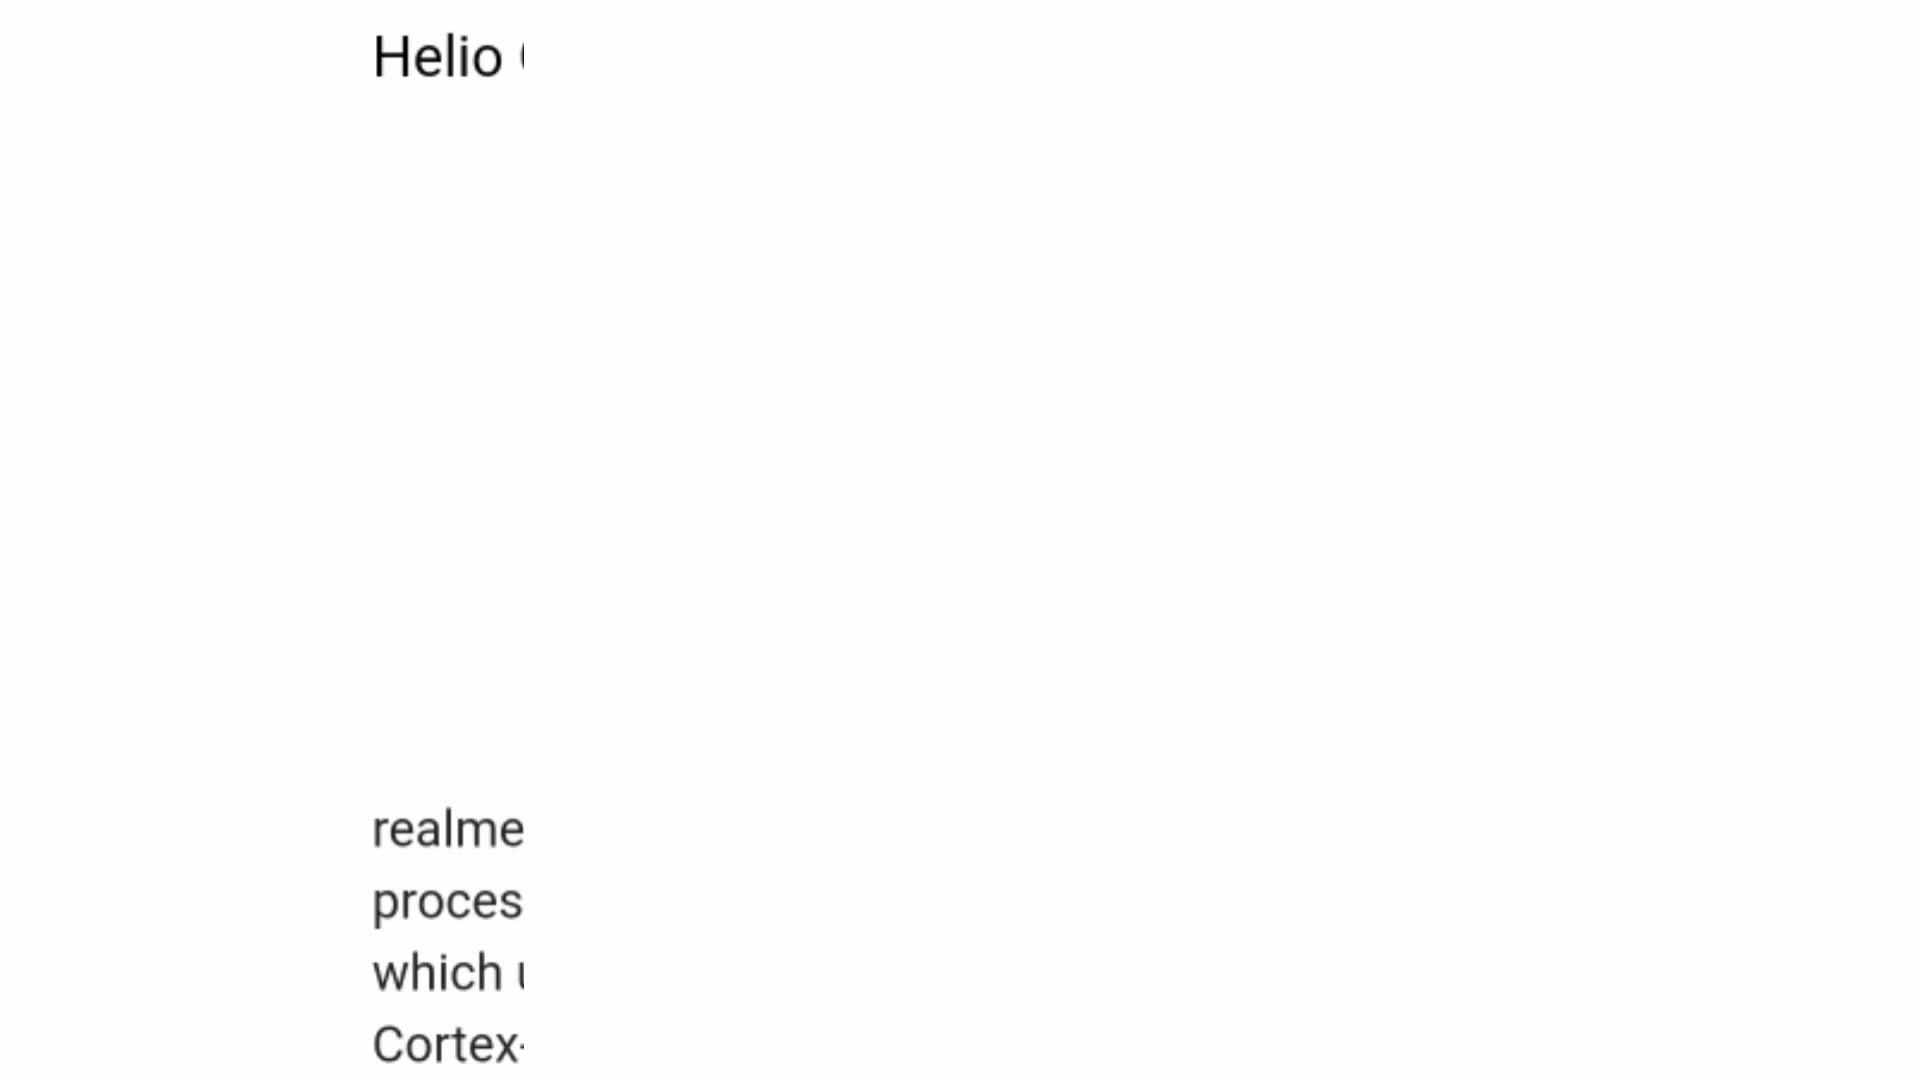 Helio
realme
proces
which
Cortex-